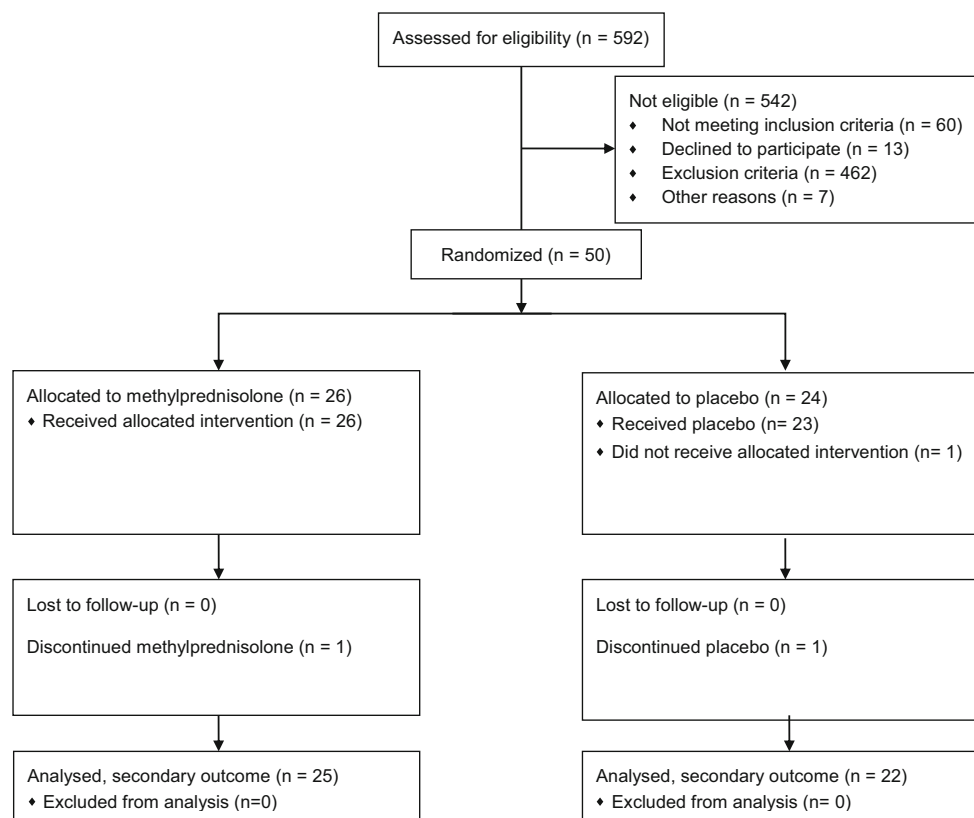 Assessed for eligibility (n = 592)
Not eligible (n = 542)
♦ Not meeting inclusion criteria (n = 60)
♦ Declined to participate (n = 13)
♦ Exclusion criteria (n = 462)
♦ Other reasons (n = 7)
Randomized (n = 50)
Allocated to methylprednisolone (n = 26)
♦ Received allocated intervention (n = 26)
Allocated to placebo (n = 24)
♦ Received placebo (n= 23)
♦ Did not receive allocated intervention (n= 1)
Lost to follow-up (n = 0)
Discontinued methylprednisolone (n = 1)
Lost to follow-up (n = 0)
Discontinued placebo (n = 1)
Analysed, secondary outcome (n = 25)
♦ Excluded from analysis (n=0)
Analysed, secondary outcome (n = 22)
♦ Excluded from analysis (n= 0)